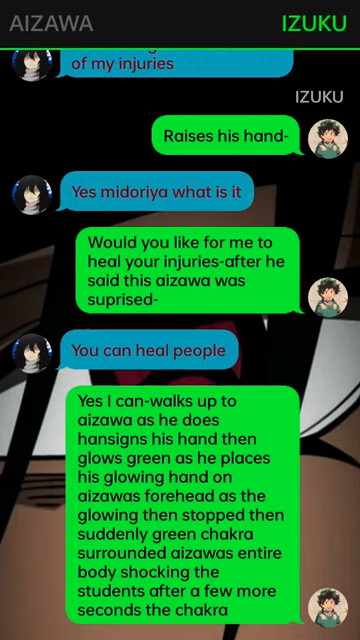 AIZAWA
IZUKU
of my injuries
IZUKU
Raises his hand-
Yes midoriya what is it
Would you like for me to
heal your injuries-after he
said this aizawa was
suprised-
You can heal people
Yes I can-walks up to
aizawa as he does
hansigns his hand then
glows green as he places
his glowing hand on
aizawas forehead as the
glowing then stopped then
suddenly green chakra
surrounded aizawas entire
body shocking the
students after a few more
seconds the chakra